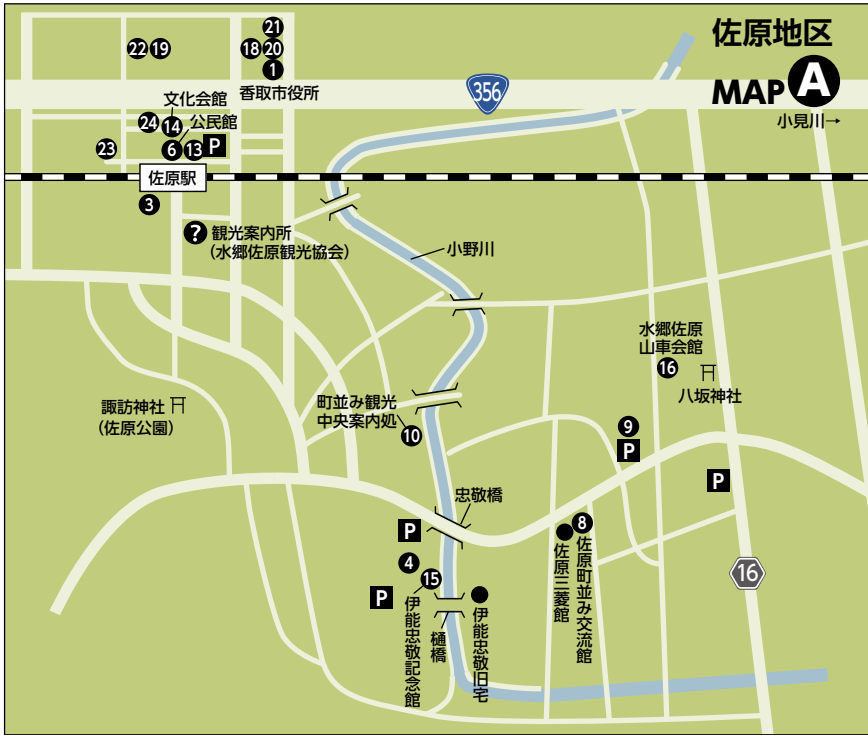 佐原地区
MAP A
小見川→
356
21
22 19
18 20
1
香取市役所
文化会館
24 14
公民館
23
6 13 P
佐原駅
3
? 観光案内所
(水郷佐原観光協会)
小野川
水郷佐原
山車会館
16
八坂神社
諏訪神社
(佐原公園)
町並み観光
中央案内処
10
9
P
P
忠敬橋
P
8
4
15
P
伊能忠敬記念館
樋橋
伊能忠敬旧宅
佐原三菱館
佐原町並み交流館
16